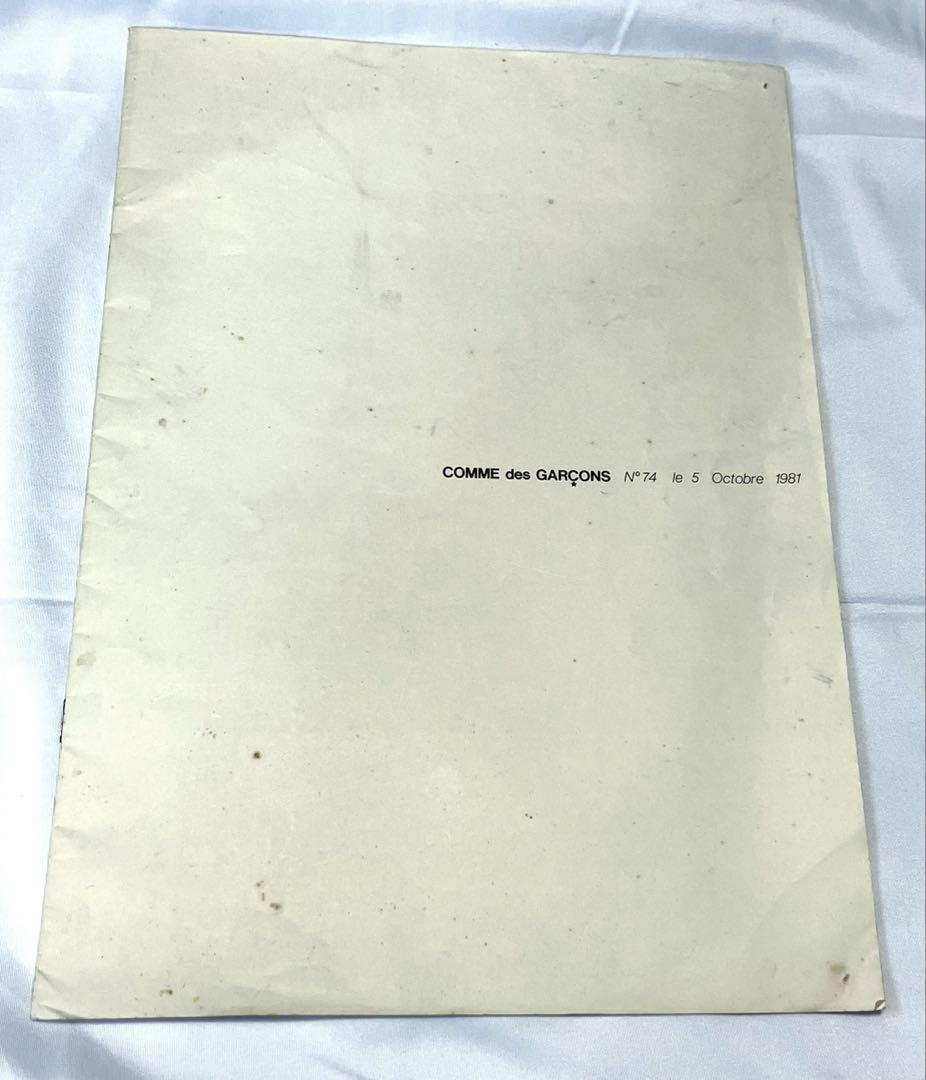 COMME des GARÇONS N° 74 le 5 Octobre 1981